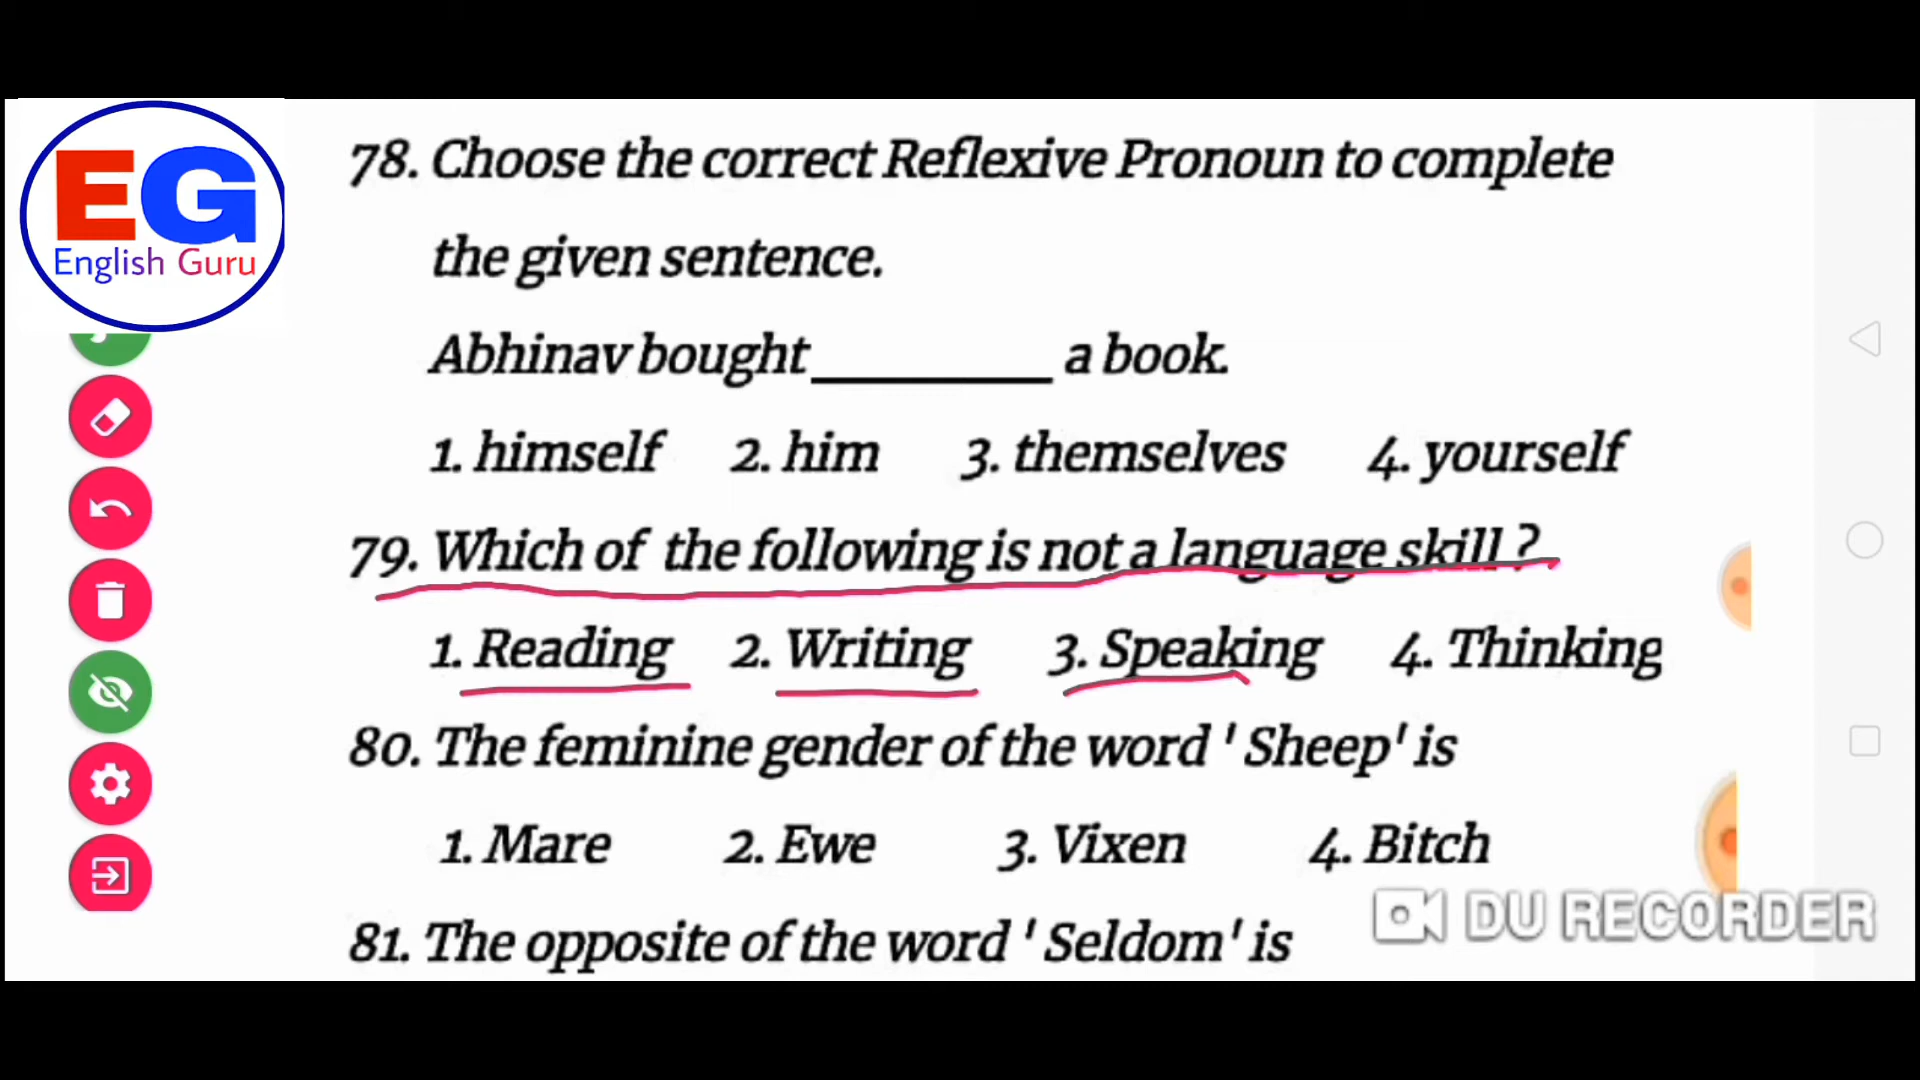 EG
English Guru
78. Choose the correct Reflexive Pronoun to complete
the given sentence.
Abhinav bought __________ a book.
1. himself 2. him 3. themselves 4. yourself
79. Which of the following is not a language skill ?
1. Reading 2. Writing 3. Speaking 4. Thinking
80. The feminine gender of the word ' Sheep' is
1. Mare 2. Ewe 3. Vixen 4. Bitch
81. The opposite of the word ' Seldom' is
DU RECORDER